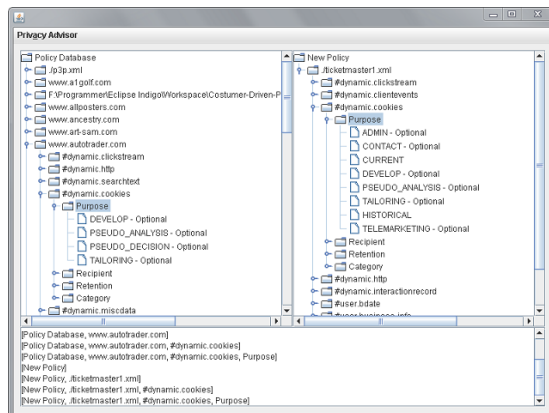 Privacy Advisor
Policy Database
./p3p.xml
www.a1golf.com
F:\Programmer\Eclipse Indigo\Workspace\Costumer-Driven-P
www.allposters.com
www.ancestry.com
www.art-sam.com
www.autotrader.com
#dynamic.clickstream
#dynamic.http
#dynamic.searchtext
#dynamic.cookies
Purpose
DEVELOP - Optional
PSEUDO_ANALYSIS - Optional
PSEUDO_DECISION - Optional
TAILORING - Optional
Recipient
Retention
Category
#dynamic.miscdata
New Policy
./ticketmaster1.xml
#dynamic.clickstream
#dynamic.clientevents
#dynamic.cookies
Purpose
ADMIN - Optional
CONTACT - Optional
CURRENT
DEVELOP - Optional
PSEUDO_ANALYSIS - Optional
TAILORING - Optional
HISTORICAL
TELEMARKETING - Optional
Recipient
Retention
Category
#dynamic.http
#dynamic.interactionrecord
#user.bdate
#user.business-info
[Policy Database, www.autotrader.com]
[Policy Database, www.autotrader.com, #dynamic.cookies]
[Policy Database, www.autotrader.com, #dynamic.cookies, Purpose]
[New Policy]
[New Policy, ./ticketmaster1.xml]
[New Policy, ./ticketmaster1.xml, #dynamic.cookies]
[New Policy, ./ticketmaster1.xml, #dynamic.cookies, Purpose]